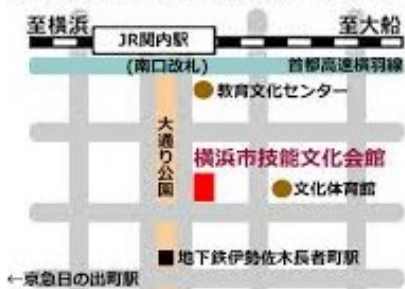 至横浜
至大船
JR関内駅
(南口改札)
首都高速横羽線
教育文化センター
大通り公園
横浜市技能文化会館
文化体育館
地下鉄伊勢佐木長者町駅
←京急日の出町駅